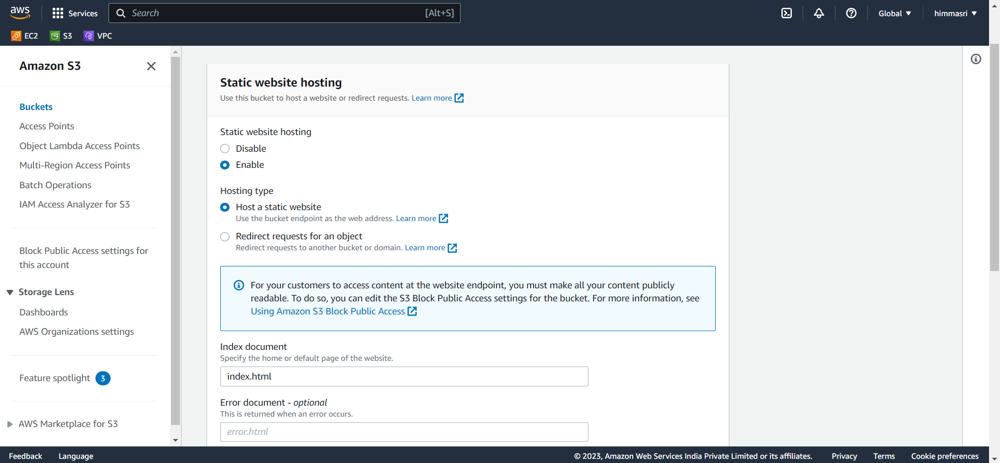 aws
Services
Search
[Alt+S]
Global
himmasri
EC2
S3
VPC
Amazon S3
Buckets
Access Points
Object Lambda Access Points
Multi-Region Access Points
Batch Operations
IAM Access Analyzer for S3
Block Public Access settings for
this account
Storage Lens
Dashboards
AWS Organizations settings
Feature spotlight 3
AWS Marketplace for S3
Static website hosting
Use this bucket to host a website or redirect requests. Learn more
Static website hosting
Disable
Enable
Hosting type
Host a static website
Use the bucket endpoint as the web address. Learn more
Redirect requests for an object
Redirect requests to another bucket or domain. Learn more
For your customers to access content at the website endpoint, you must make all your content publicly
readable. To do so, you can edit the S3 Block Public Access settings for the bucket. For more information, see
Using Amazon S3 Block Public Access
Index document
Specify the home or default page of the website.
index.html
Error document - optional
This is returned when an error occurs.
error.html
Feedback
Language
© 2023, Amazon Web Services India Private Limited or its affiliates.
Privacy
Terms
Cookie preferences